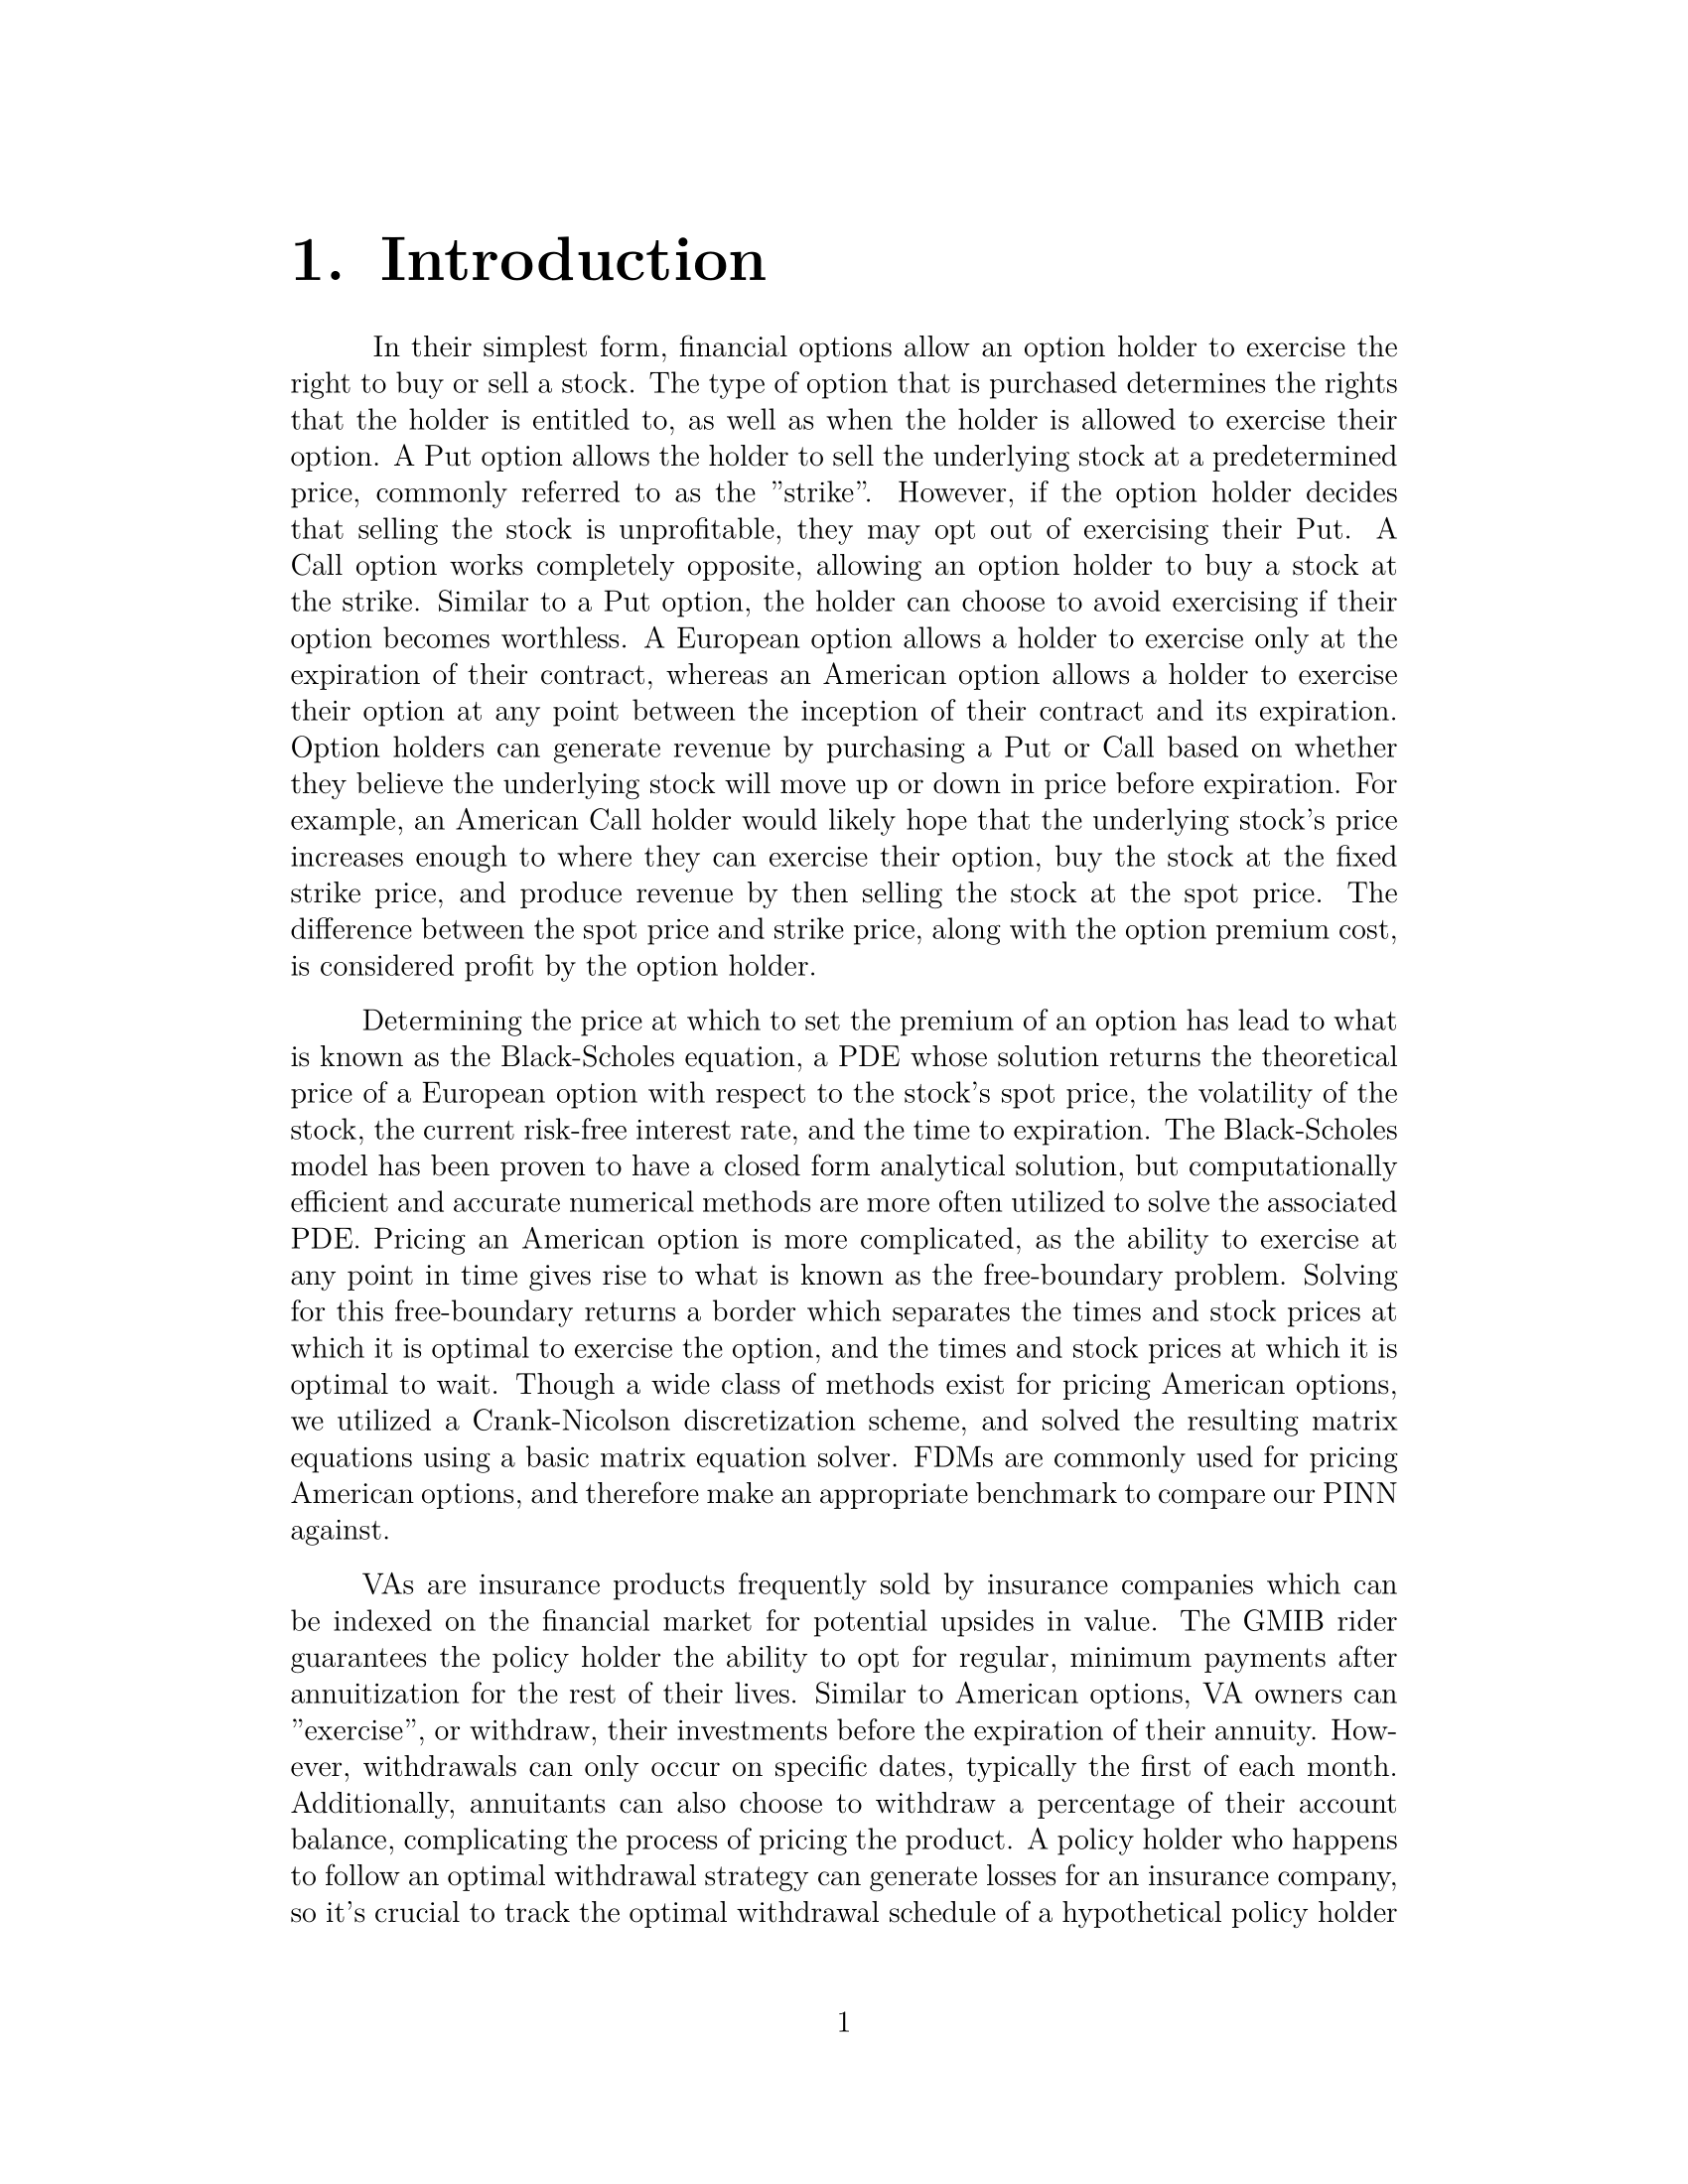 1. Introduction
In their simplest form, financial options allow an option holder to exercise the
right to buy or sell a stock. The type of option that is purchased determines the rights
that the holder is entitled to, as well as when the holder is allowed to exercise their
option. A Put option allows the holder to sell the underlying stock at a predetermined
price, commonly referred to as the ”strike”. However, if the option holder decides
that selling the stock is unprofitable, they may opt out of exercising their Put. A
Call option works completely opposite, allowing an option holder to buy a stock at
the strike. Similar to a Put option, the holder can choose to avoid exercising if their
option becomes worthless. A European option allows a holder to exercise only at the
expiration of their contract, whereas an American option allows a holder to exercise
their option at any point between the inception of their contract and its expiration.
Option holders can generate revenue by purchasing a Put or Call based on whether
they believe the underlying stock will move up or down in price before expiration. For
example, an American Call holder would likely hope that the underlying stock’s price
increases enough to where they can exercise their option, buy the stock at the fixed
strike price, and produce revenue by then selling the stock at the spot price. The
difference between the spot price and strike price, along with the option premium cost,
is considered profit by the option holder.
Determining the price at which to set the premium of an option has lead to what
is known as the Black-Scholes equation, a PDE whose solution returns the theoretical
price of a European option with respect to the stock’s spot price, the volatility of the
stock, the current risk-free interest rate, and the time to expiration. The Black-Scholes
model has been proven to have a closed form analytical solution, but computationally
efficient and accurate numerical methods are more often utilized to solve the associated
PDE. Pricing an American option is more complicated, as the ability to exercise at
any point in time gives rise to what is known as the free-boundary problem. Solving
for this free-boundary returns a border which separates the times and stock prices at
which it is optimal to exercise the option, and the times and stock prices at which it is
optimal to wait. Though a wide class of methods exist for pricing American options,
we utilized a Crank-Nicolson discretization scheme, and solved the resulting matrix
equations using a basic matrix equation solver. FDMs are commonly used for pricing
American options, and therefore make an appropriate benchmark to compare our PINN
against.
VAs are insurance products frequently sold by insurance companies which can
be indexed on the financial market for potential upsides in value. The GMIB rider
guarantees the policy holder the ability to opt for regular, minimum payments after
annuitization for the rest of their lives. Similar to American options, VA owners can
”exercise”, or withdraw, their investments before the expiration of their annuity. How-
ever, withdrawals can only occur on specific dates, typically the first of each month.
Additionally, annuitants can also choose to withdraw a percentage of their account
balance, complicating the process of pricing the product. A policy holder who happens
to follow an optimal withdrawal strategy can generate losses for an insurance company,
so it’s crucial to track the optimal withdrawal schedule of a hypothetical policy holder
1